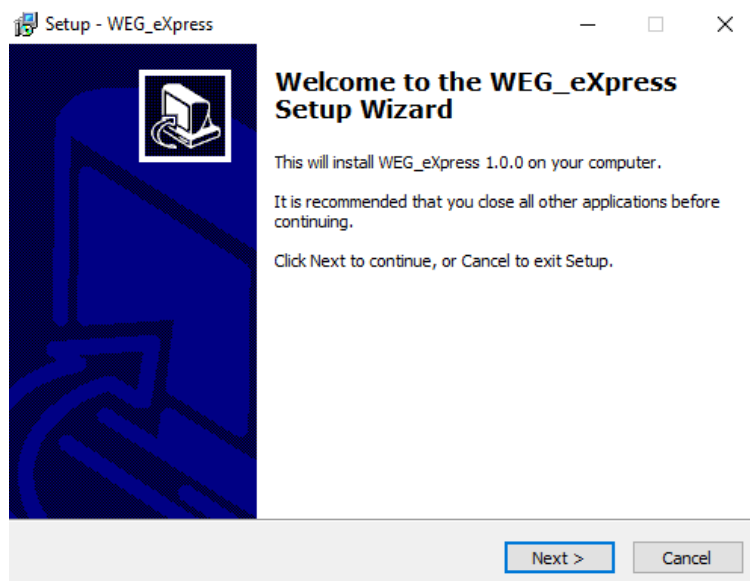 Setup - WEG_eXpress
Welcome to the WEG_eXpress
Setup Wizard
This will install WEG_eXpress 1.0.0 on your computer.
It is recommended that you close all other applications before
continuing.
Click Next to continue, or Cancel to exit Setup.
Next >
Cancel